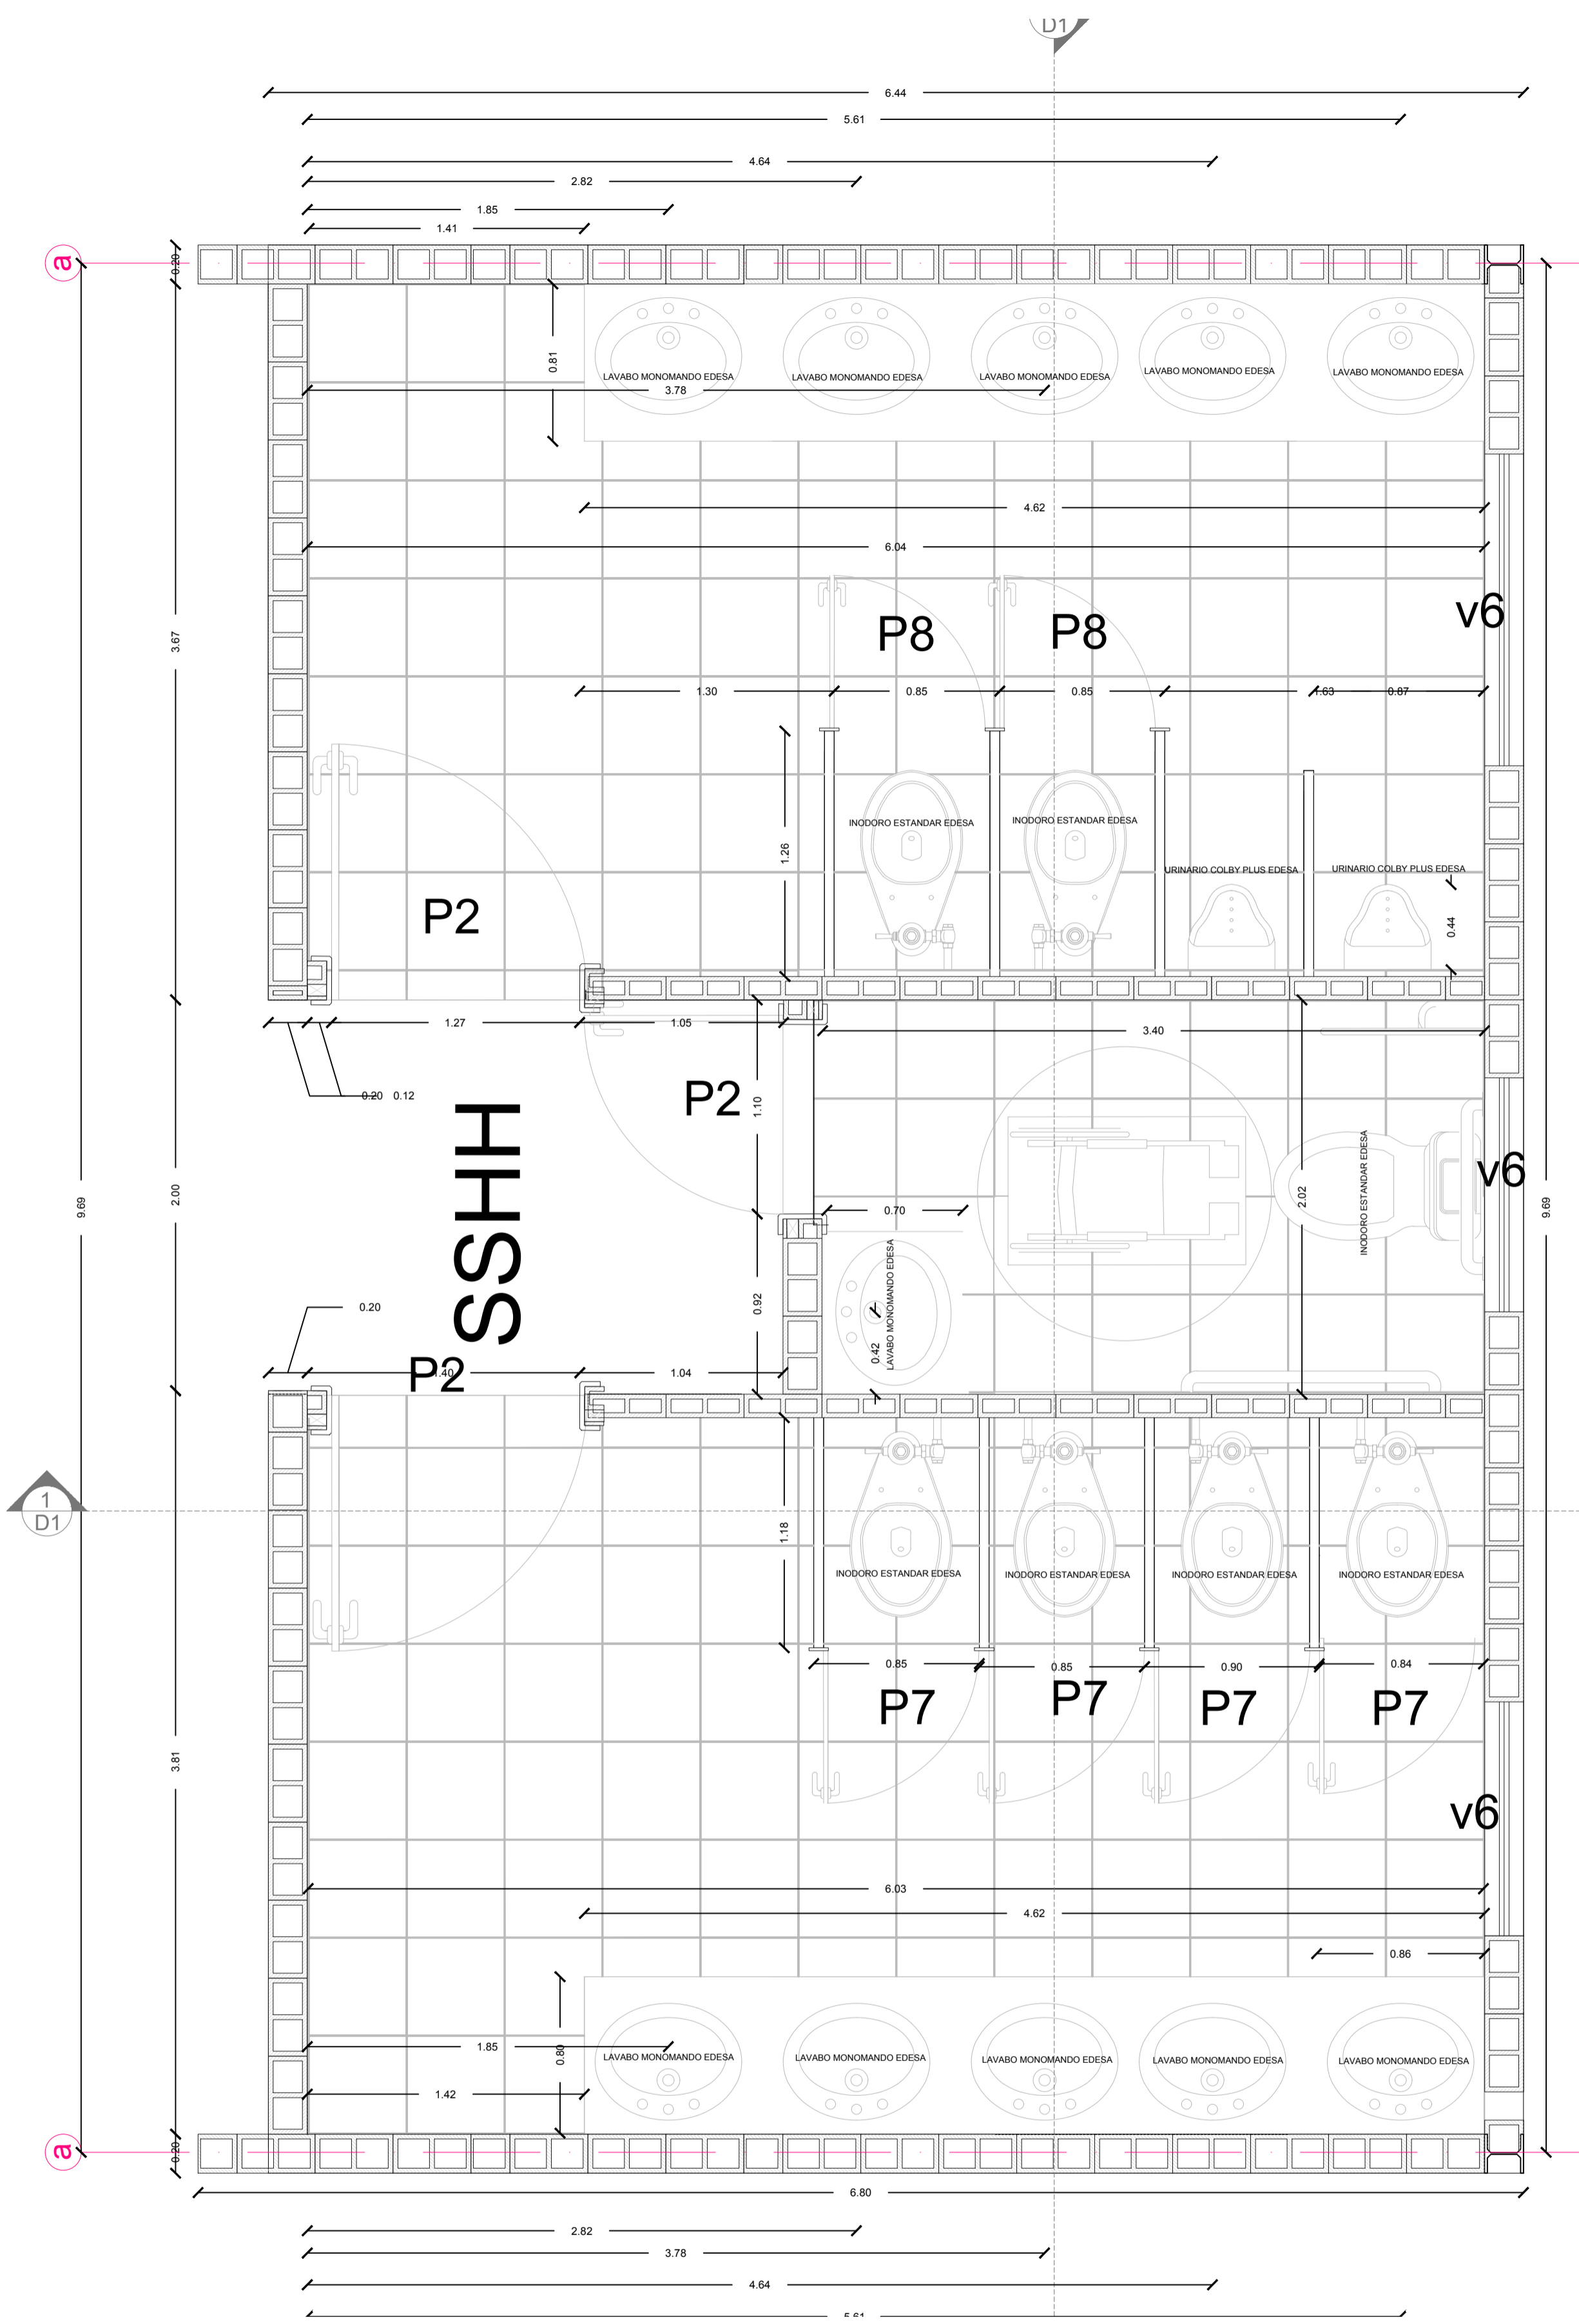 D1
6.44
5.61
4.64
2.82
1.85
1.41
a
0.20
0.81
LAVABO MONOMANDO EDESA
LAVABO MONOMANDO EDESA
LAVABO MONOMANDO EDESA
LAVABO MONOMANDO EDESA
LAVABO MONOMANDO EDESA
3.78
4.62
6.04
v6
P8
P8
3.67
1.30
0.85
0.85
1.63
0.87
INODORO ESTANDAR EDESA
INODORO ESTANDAR EDESA
1.26
URINARIO COLBY PLUS EDESA
URINARIO COLBY PLUS EDESA
P2
0.44
1.27
1.05
3.40
0.20
0.12
P2
1.10
SSHH
INODORO ESTANDAR EDESA
v6
9.69
2.00
0.70
2.02
9.69
LAVABO MONOMANDO EDESA
0.92
0.20
0.42
P2
1.40
1.04
1
D1
1.18
INODORO ESTANDAR EDESA
INODORO ESTANDAR EDESA
INODORO ESTANDAR EDESA
INODORO ESTANDAR EDESA
0.85
0.85
0.90
0.84
P7
P7
P7
P7
3.81
v6
6.03
4.62
0.86
1.85
0.80
LAVABO MONOMANDO EDESA
LAVABO MONOMANDO EDESA
LAVABO MONOMANDO EDESA
LAVABO MONOMANDO EDESA
LAVABO MONOMANDO EDESA
1.42
a
0.20
6.80
2.82
3.78
4.64
5.61